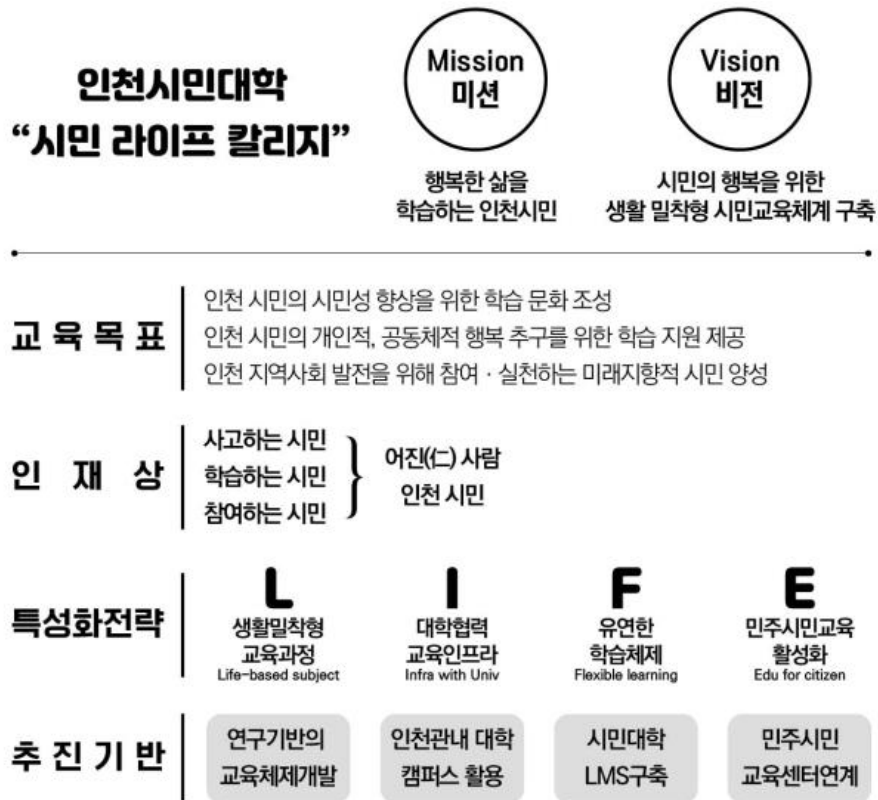 인천시민대학
“시민 라이프 칼리지”
Mission
미션
행복한 삶을
학습하는 인천시민
Vision
비전
시민의 행복을 위한
생활 밀착형 시민교육체계 구축
교육목표
인천 시민의 시민성 향상을 위한 학습 문화 조성
인천 시민의 개인적, 공동체적 행복 추구를 위한 학습 지원 제공
인천 지역사회 발전을 위해 참여 · 실천하는 미래지향적 시민 양성
인재상
사고하는 시민
학습하는 시민
참여하는 시민
어진(仁) 사람
인천 시민
특성화전략
L
생활밀착형
교육과정
Life-based subject
I
대학협력
교육인프라
Infra with Univ
F
유연한
학습체제
Flexible learning
E
민주시민교육
활성화
Edu for citizen
추진기반
연구기반의
교육체제개발
인천관내 대학
캠퍼스 활용
시민대학
LMS구축
민주시민
교육센터연계